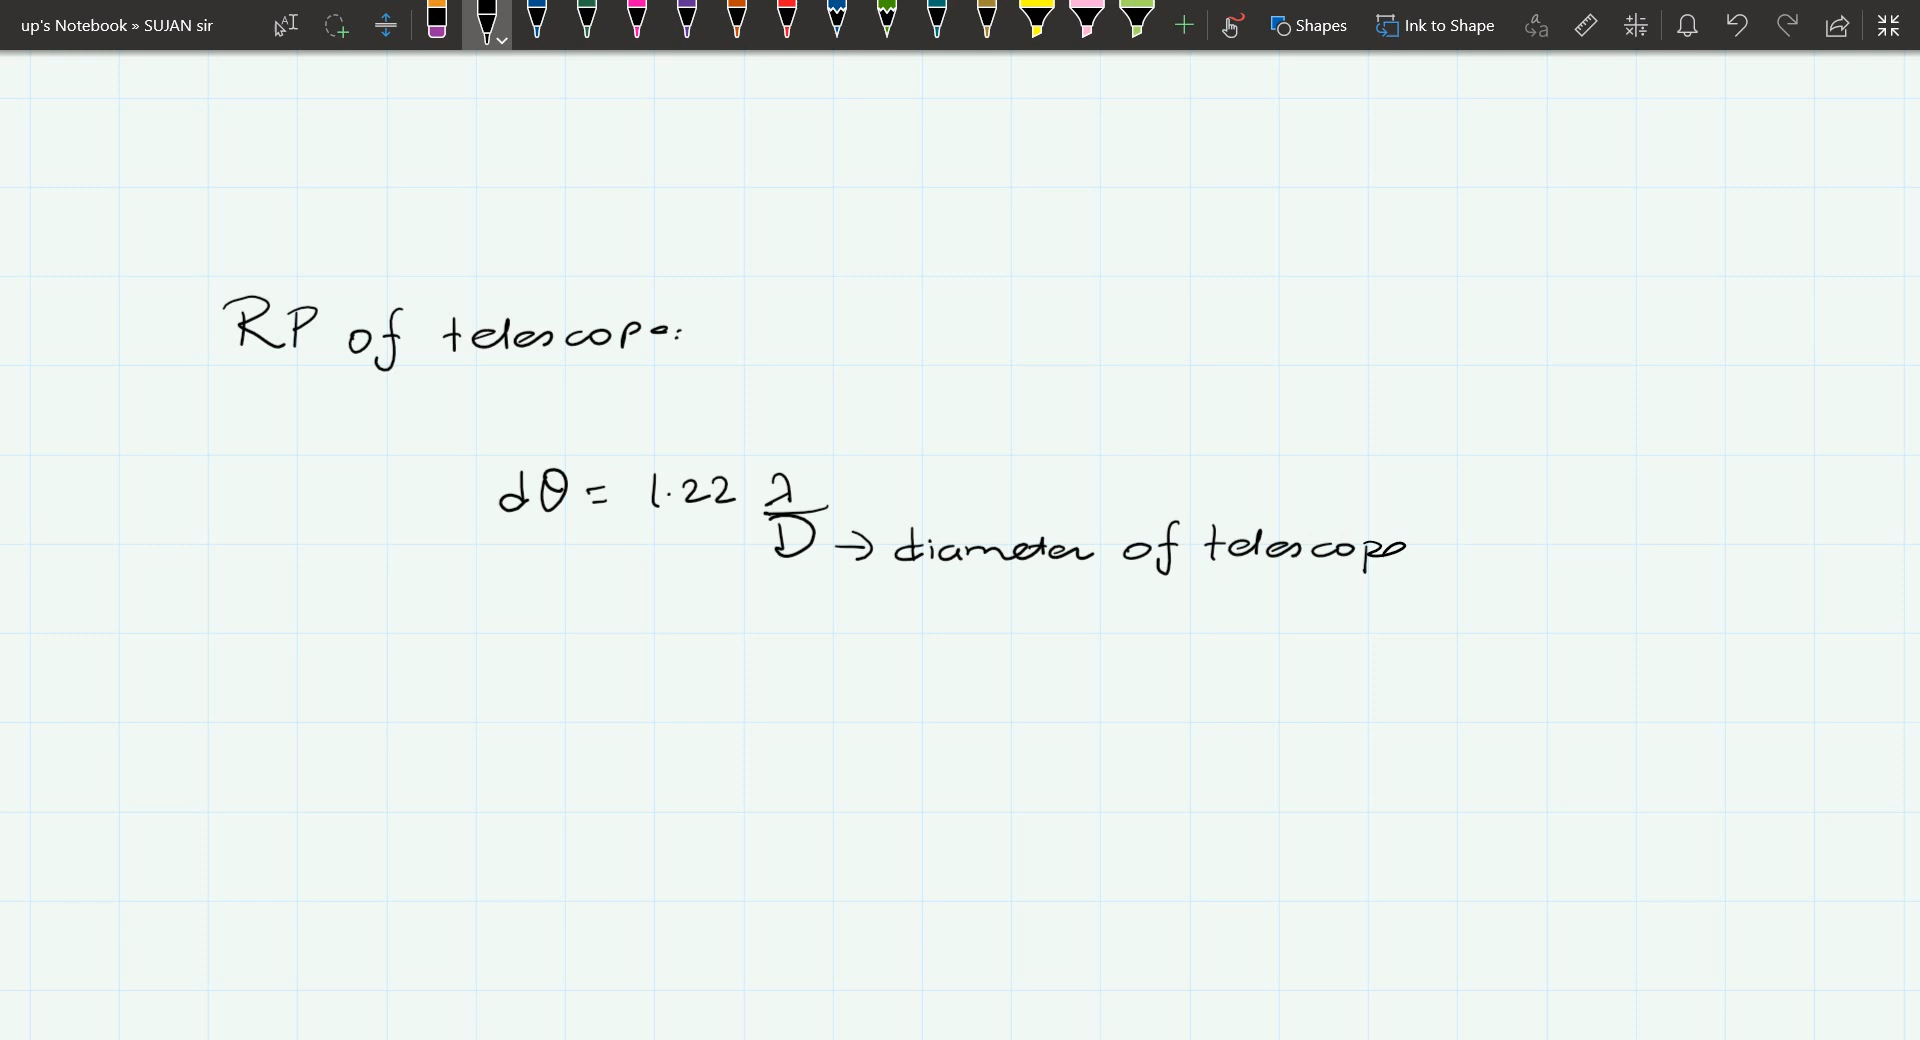 up's Notebook » SUJAN sir
Shapes
Ink to Shape
RP of telescope:
dθ = 1.22 λ/D → diameter of telescope